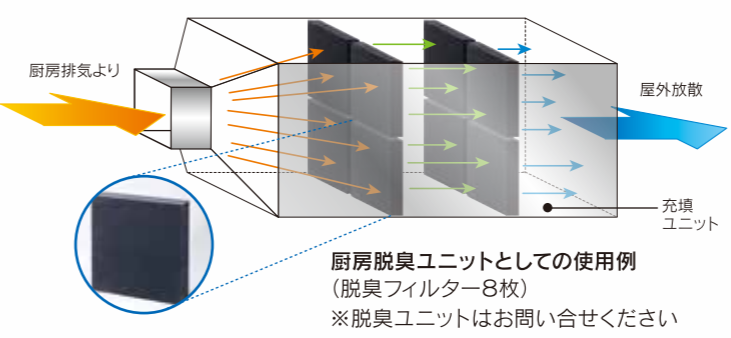 厨房排気より
屋外放散
充填
ユニット
厨房脱臭ユニットとしての使用例
（脱臭フィルター8枚）
※脱臭ユニットはお問い合せください